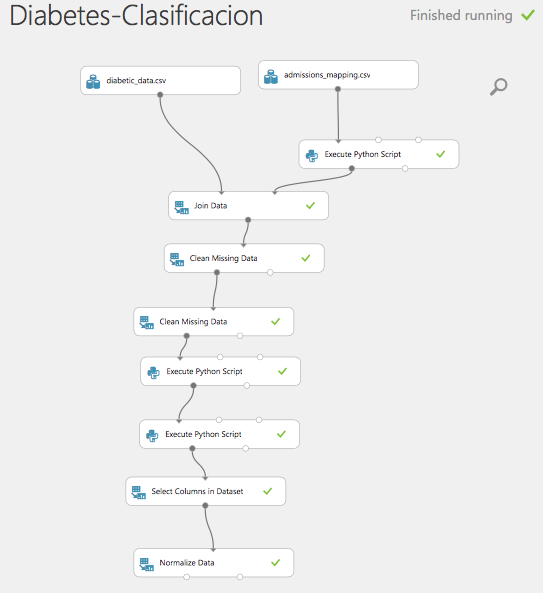 Diabetes-Clasificacion
Finished running
diabetic_data.csv
admissions_mapping.csv
Execute Python Script
Join Data
Clean Missing Data
Clean Missing Data
Execute Python Script
Execute Python Script
Select Columns in Dataset
Normalize Data